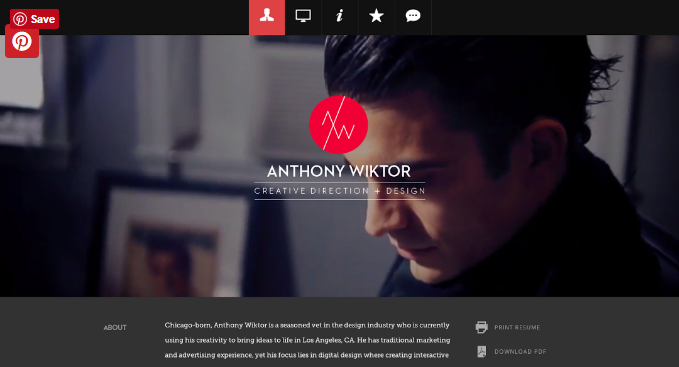 Save
AW
ANTHONY WIKTOR
CREATIVE DIRECTION + DESIGN
ABOUT
Chicago-born, Anthony Wiktor is a seasoned vet in the design industry who is currently
using his creativity to bring ideas to life in Los Angeles, CA. He has traditional marketing
and advertising experience, yet his focus lies in digital design where creating interactive
PRINT RESUME
DOWNLOAD PDF